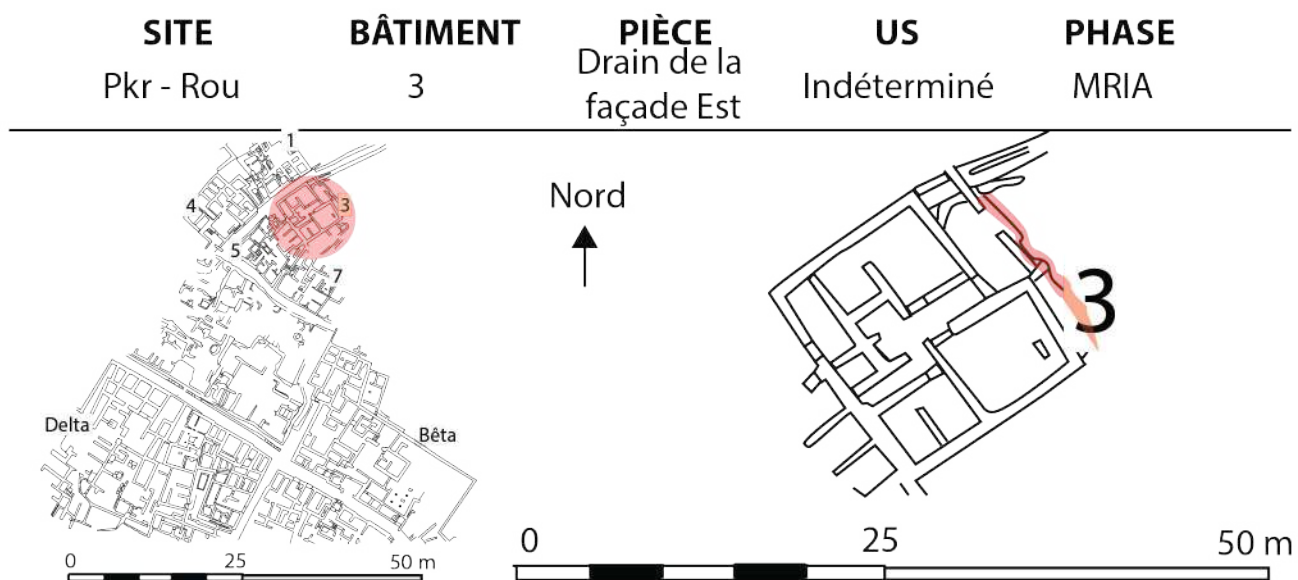 SITE BÂTIMENT PIÈCE US PHASE
Pkr - Rou 3 Drain de la façade Est Indéterminé MRIA
1
4
3
5
7
Nord
3
Delta
Bêta
0 25 50 m
0 25 50 m